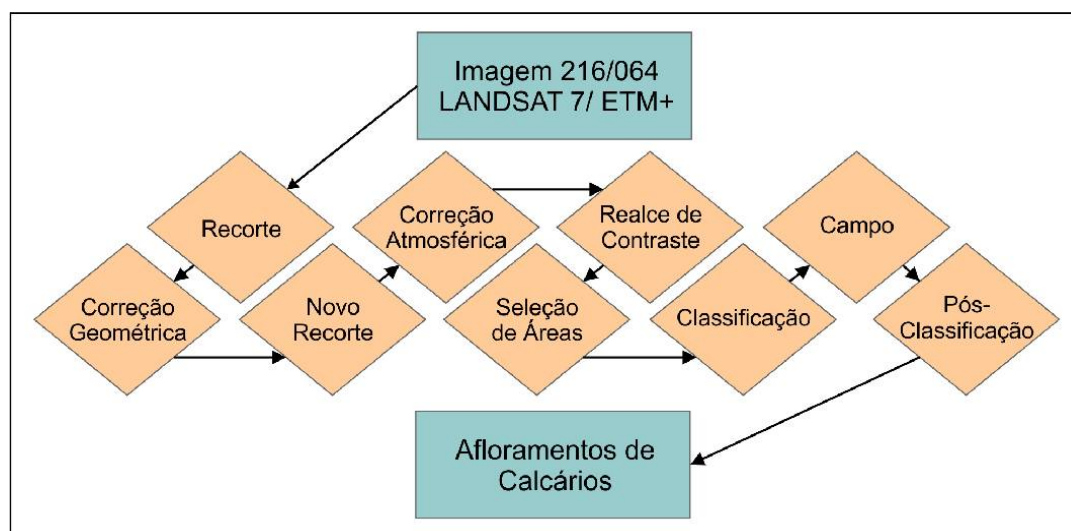 Imagem 216/064
LANDSAT 7/ ETM+
Recorte
Correção
Geométrica
Novo
Recorte
Correção
Atmosférica
Realce de
Contraste
Seleção
de Áreas
Classificação
Campo
Pós-
Classificação
Afloramentos de
Calcários